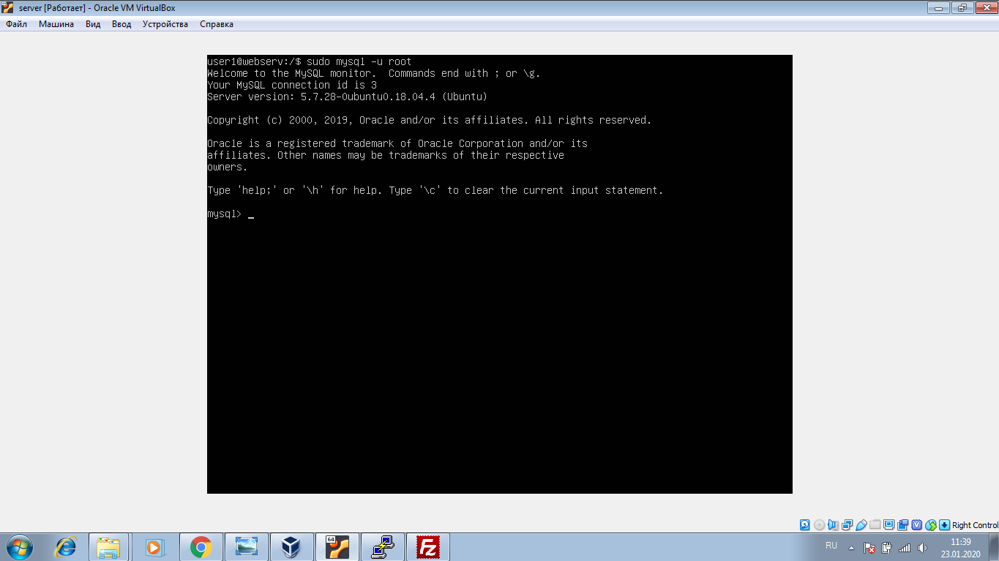 server [Работает] - Oracle VM VirtualBox
Файл Машина Вид Ввод Устройства Справка
user1@webserv:/$ sudo mysql -u root
Welcome to the MySQL monitor.  Commands end with ; or \g.
Your MySQL connection id is 3
Server version: 5.7.28-0ubuntu0.18.04.4 (Ubuntu)
Copyright (c) 2000, 2019, Oracle and/or its affiliates. All rights reserved.
Oracle is a registered trademark of Oracle Corporation and/or its
affiliates. Other names may be trademarks of their respective
owners.
Type 'help;' or '\h' for help. Type '\c' to clear the current input statement.
mysql> _
Right Control
64
Fz
RU
11:39
23.01.2020